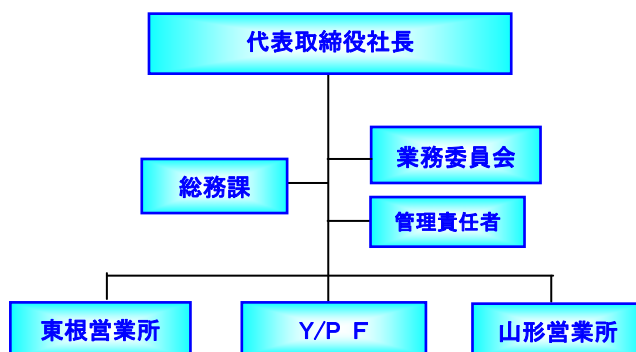 代表取締役社長
業務委員会
総務課
管理責任者
東根営業所
Y/P F
山形営業所